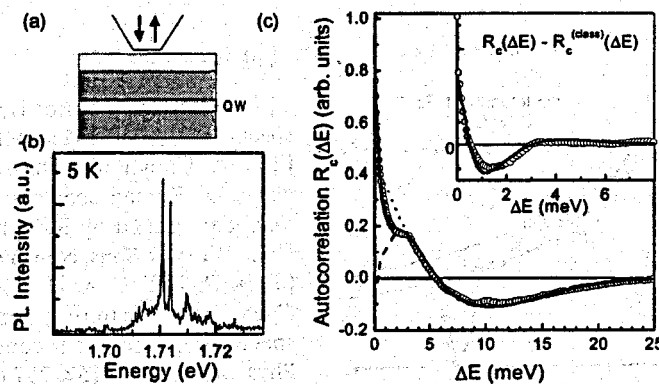 (a)
QW
(b)
5 K
PL Intensity (a.u.)
1.70 1.71 1.72
Energy (eV)
(c)
Autocorrelation R_c(ΔE) (arb. units)
1.0
0.8
0.6
0.4
0.2
0.0
-0.2
0 5 10 15 20 25
ΔE (meV)
R_c(ΔE) - R_c^(class)(ΔE)
0
0 2 4 6
ΔE (meV)